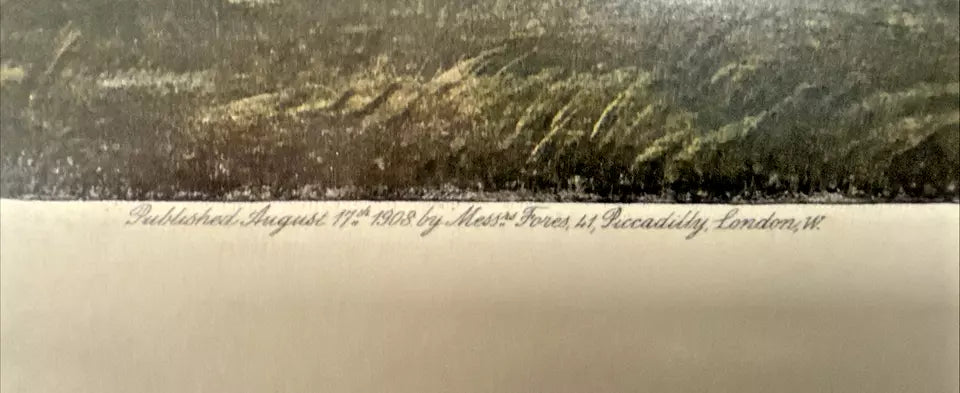 Published August 17th 1908 by Messrs Fores, 41, Piccadilly, London, W.